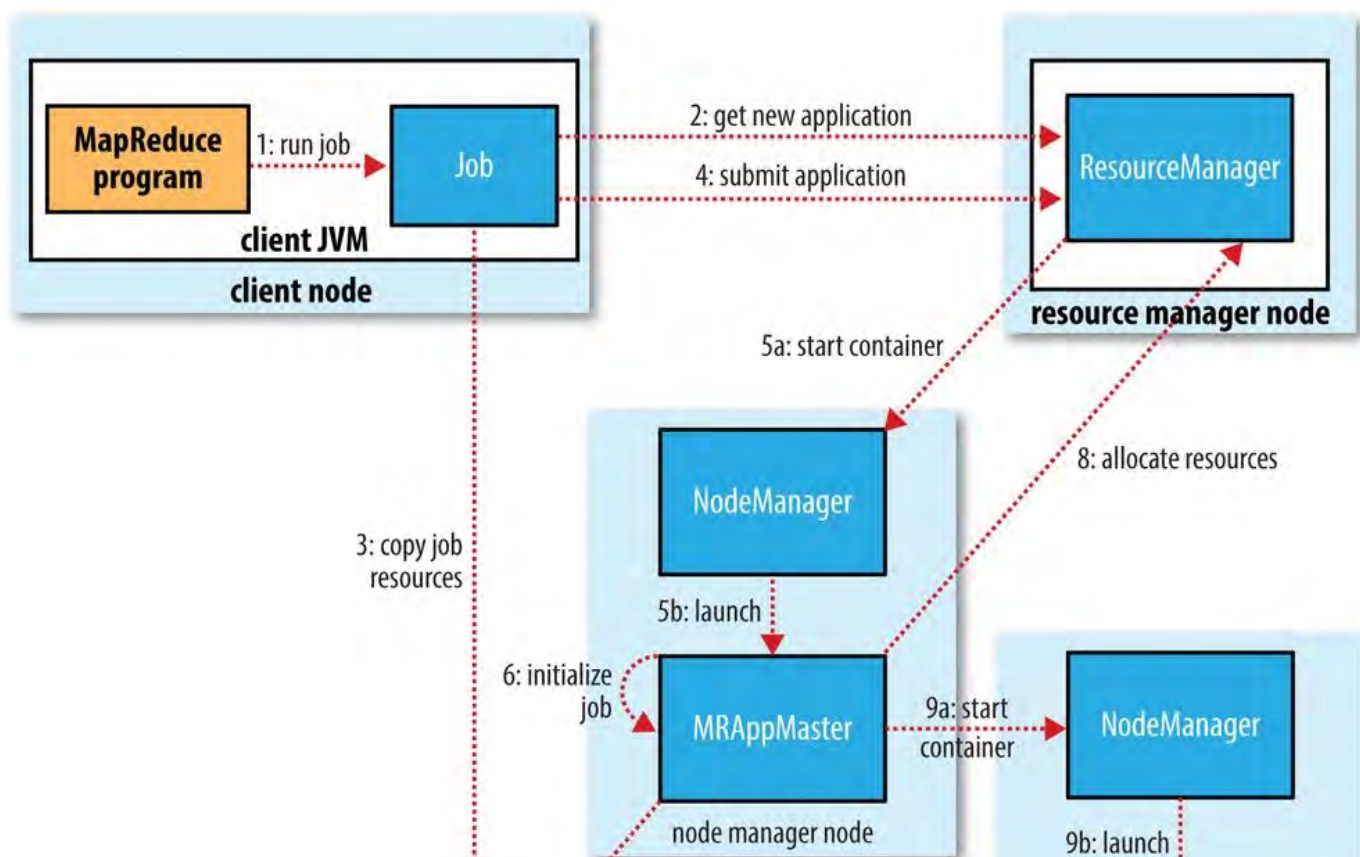 MapReduce
program
1: run job
Job
client JVM
client node
2: get new application
4: submit application
ResourceManager
resource manager node
5a: start container
8: allocate resources
NodeManager
3: copy job
resources
5b: launch
6: initialize
job
MRAppMaster
9a: start
container
NodeManager
node manager node
9b: launch